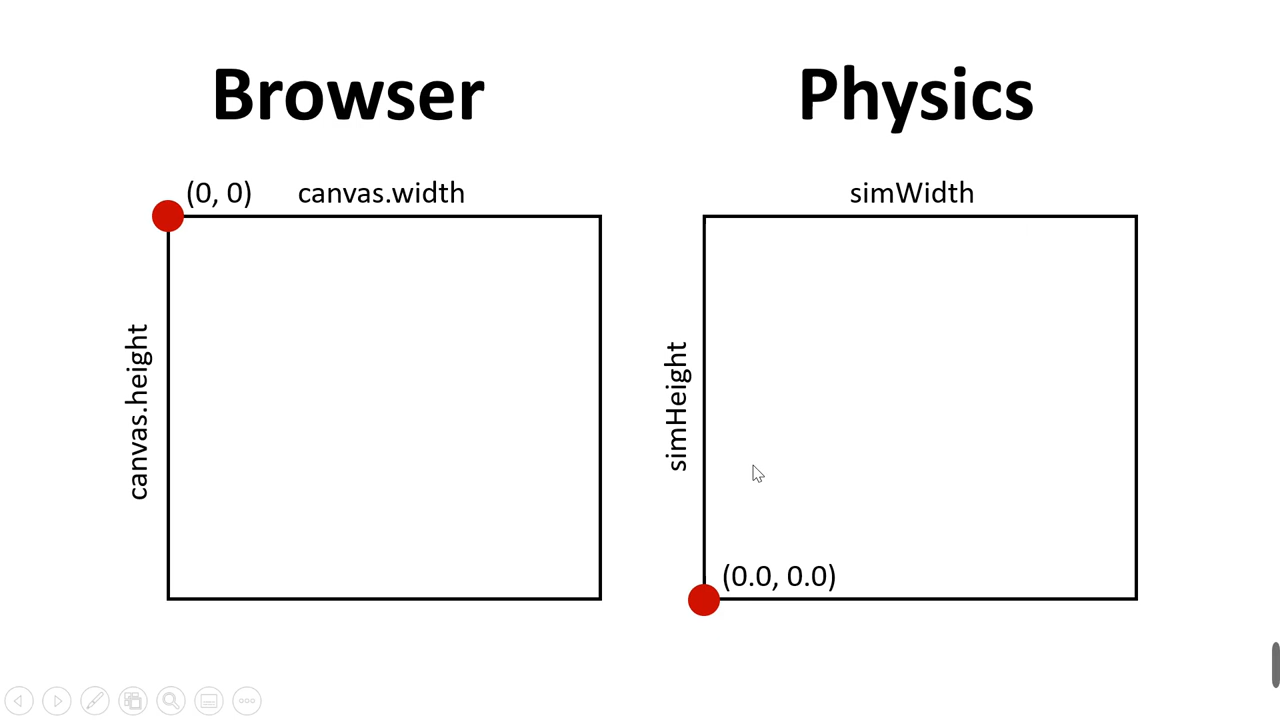 Browser
Physics
(0, 0)
canvas.width
simWidth
canvas.height
simHeight
(0.0, 0.0)